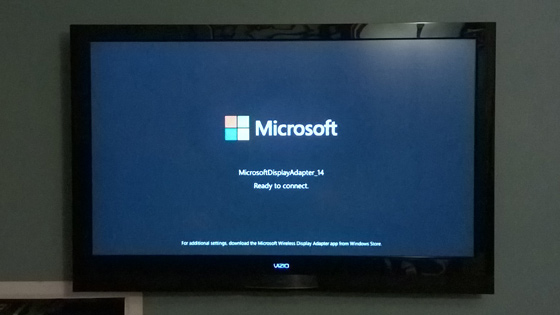 Microsoft
MicrosoftDisplayAdapter_14
Ready to connect.
For additional settings, download the Microsoft Wireless Display Adapter app from Windows Store.
VIZIO